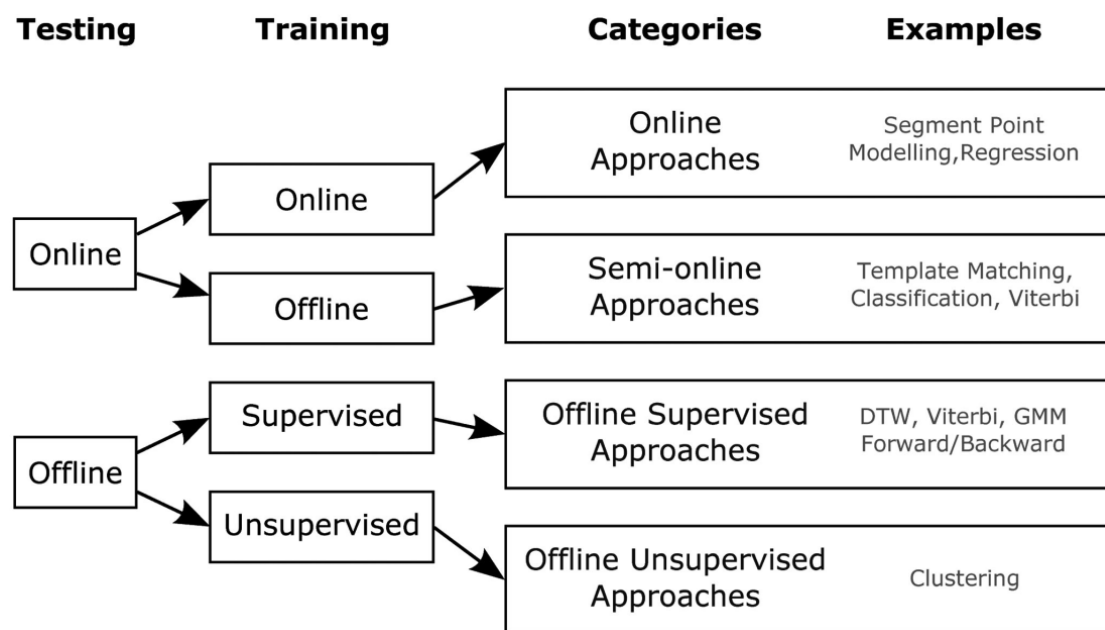 Testing
Training
Categories
Examples
Online
Approaches
Segment Point
Modelling,Regression
Online
Online
Semi-online
Approaches
Template Matching,
Classification, Viterbi
Offline
Supervised
Offline Supervised
Approaches
DTW, Viterbi, GMM
Forward/Backward
Offline
Unsupervised
Offline Unsupervised
Approaches
Clustering